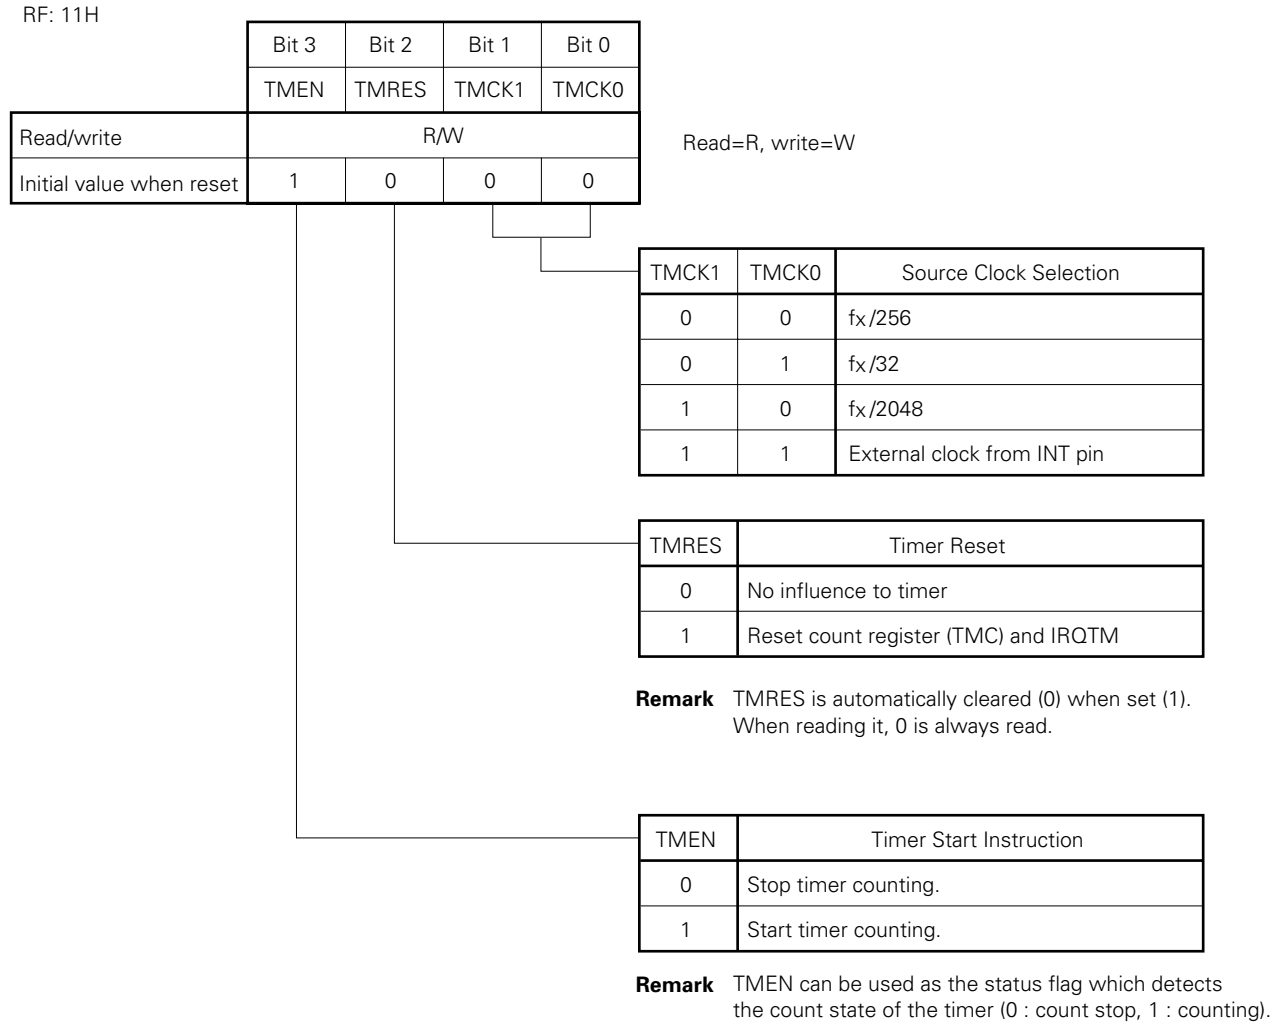 RF: 11H
Bit 3 Bit 2 Bit 1 Bit 0
TMEN TMRES TMCK1 TMCK0
Read/write R/W
Read=R, write=W
Initial value when reset 1 0 0 0
TMCK1 TMCK0 Source Clock Selection
0 0 fx/256
0 1 fx/32
1 0 fx/2048
1 1 External clock from INT pin
TMRES Timer Reset
0 No influence to timer
1 Reset count register (TMC) and IRQTM
Remark TMRES is automatically cleared (0) when set (1).
When reading it, 0 is always read.
TMEN Timer Start Instruction
0 Stop timer counting.
1 Start timer counting.
Remark TMEN can be used as the status flag which detects
the count state of the timer (0 : count stop, 1 : counting).